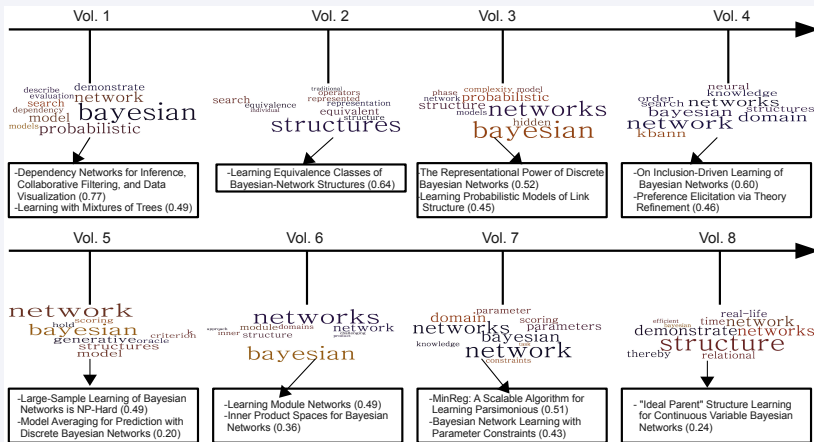 Vol. 1
Vol. 2
Vol. 3
Vol. 4
describe
demonstrate
evaluation
network
search
bayesian
dependency
model
models
probabilistic
traditional
operators
search
represented
equivalence
representation
individual
equivalent
structure
structures
phase
complexity
model
network
probabilistic
structure
models
networks
hidden
bayesian
neural
order
knowledge
search
networks
bayesian
structures
network
domain
kbann
-Dependency Networks for Inference,
Collaborative Filtering, and Data
Visualization (0.77)
-Learning with Mixtures of Trees (0.49)
-Learning Equivalence Classes of
Bayesian-Network Structures (0.64)
-The Representational Power of Discrete
Bayesian Networks (0.52)
-Learning Probabilistic Models of Link
Structure (0.45)
-On Inclusion-Driven Learning of
Bayesian Networks (0.60)
-Preference Elicitation via Theory
Refinement (0.46)
Vol. 5
Vol. 6
Vol. 7
Vol. 8
network
hold
scoring
bayesian
k
criterion
generative
oracle
structures
model
networks
approach
module
domains
network
challenging
inner
structure
product
bayesian
parameter
domain
scoring
networks
parameters
bayesian
knowledge
task
network
constraints
real-life
efficient
time
network
bayesian
demonstrate
networks
structure
thereby
relational
-Large-Sample Learning of Bayesian
Networks is NP-Hard (0.49)
-Model Averaging for Prediction with
Discrete Bayesian Networks (0.20)
-Learning Module Networks (0.49)
-Inner Product Spaces for Bayesian
Networks (0.36)
-MinReg: A Scalable Algorithm for
Learning Parsimonious (0.51)
-Bayesian Network Learning with
Parameter Constraints (0.43)
-"Ideal Parent" Structure Learning
for Continuous Variable Bayesian
Networks (0.24)